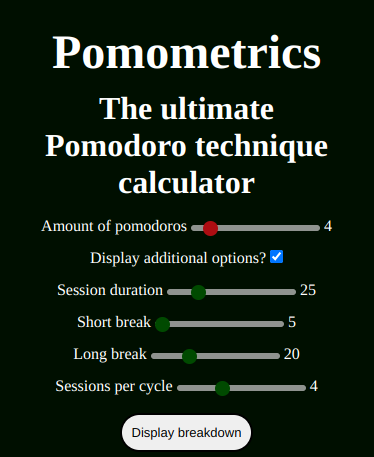 Pomometrics
The ultimate
Pomodoro technique
calculator
Amount of pomodoros 4
Display additional options?
Session duration 25
Short break 5
Long break 20
Sessions per cycle 4
Display breakdown